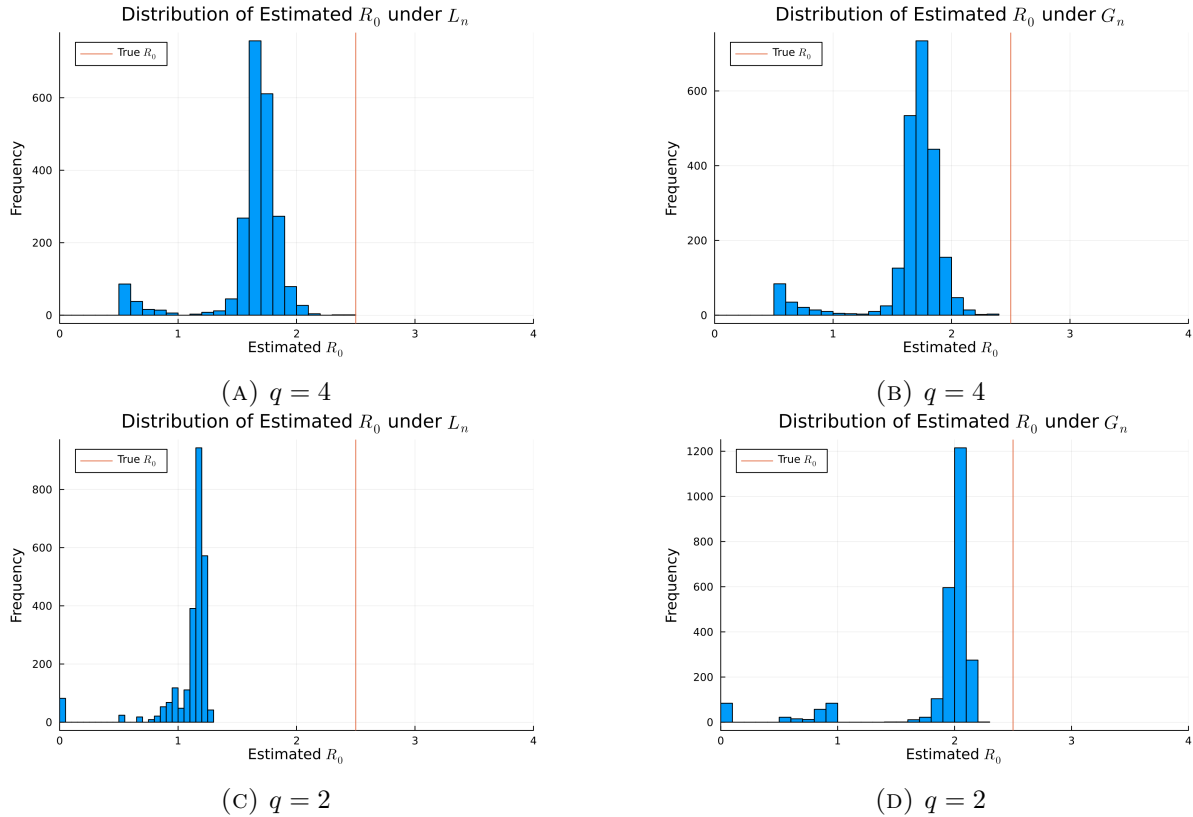 Distribution of Estimated R₀ under Lₙ
True R₀
Frequency
600
400
200
0
0 1 2 3 4
Estimated R₀
(A) q = 4
Distribution of Estimated R₀ under Gₙ
True R₀
Frequency
600
400
200
0
0 1 2 3 4
Estimated R₀
(B) q = 4
Distribution of Estimated R₀ under Lₙ
True R₀
Frequency
800
600
400
200
0
0 1 2 3 4
Estimated R₀
(C) q = 2
Distribution of Estimated R₀ under Gₙ
True R₀
Frequency
1200
1000
800
600
400
200
0
0 1 2 3 4
Estimated R₀
(D) q = 2